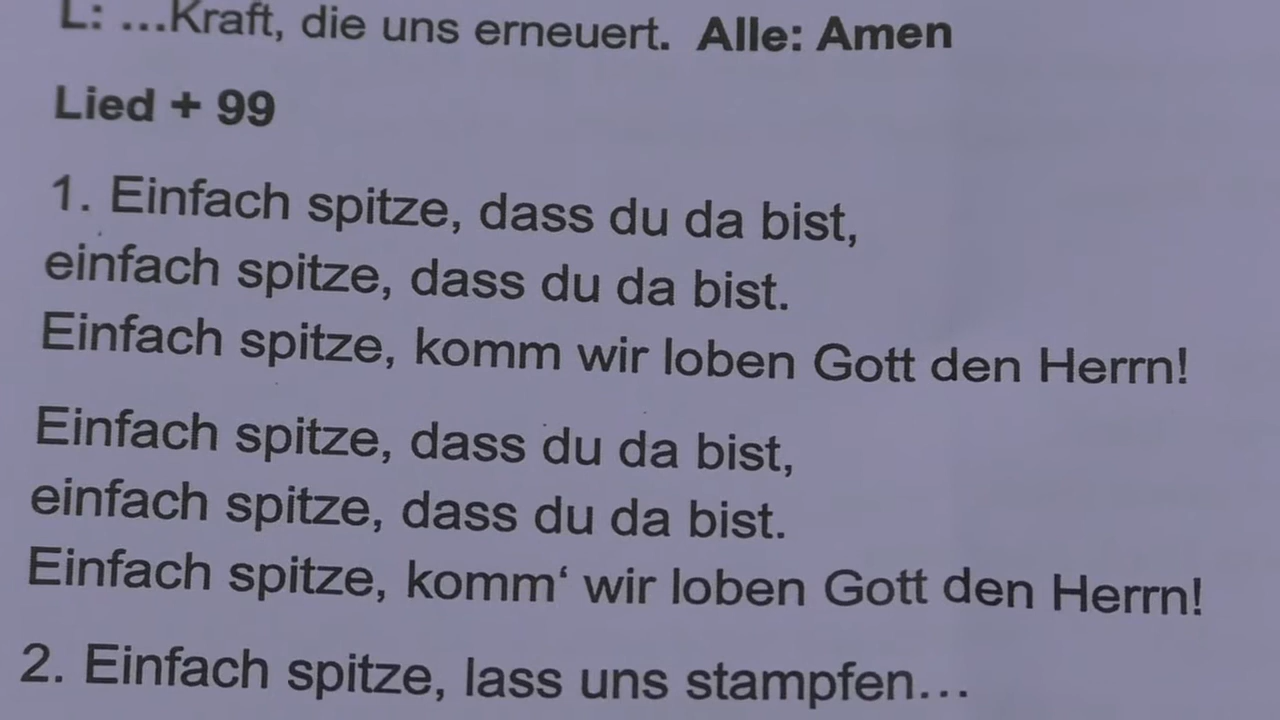 L: ...Kraft, die uns erneuert. Alle: Amen
Lied + 99
1. Einfach spitze, dass du da bist,
einfach spitze, dass du da bist.
Einfach spitze, komm wir loben Gott den Herrn!
Einfach spitze, dass du da bist,
einfach spitze, dass du da bist.
Einfach spitze, komm‘ wir loben Gott den Herrn!
2. Einfach spitze, lass uns stampfen...